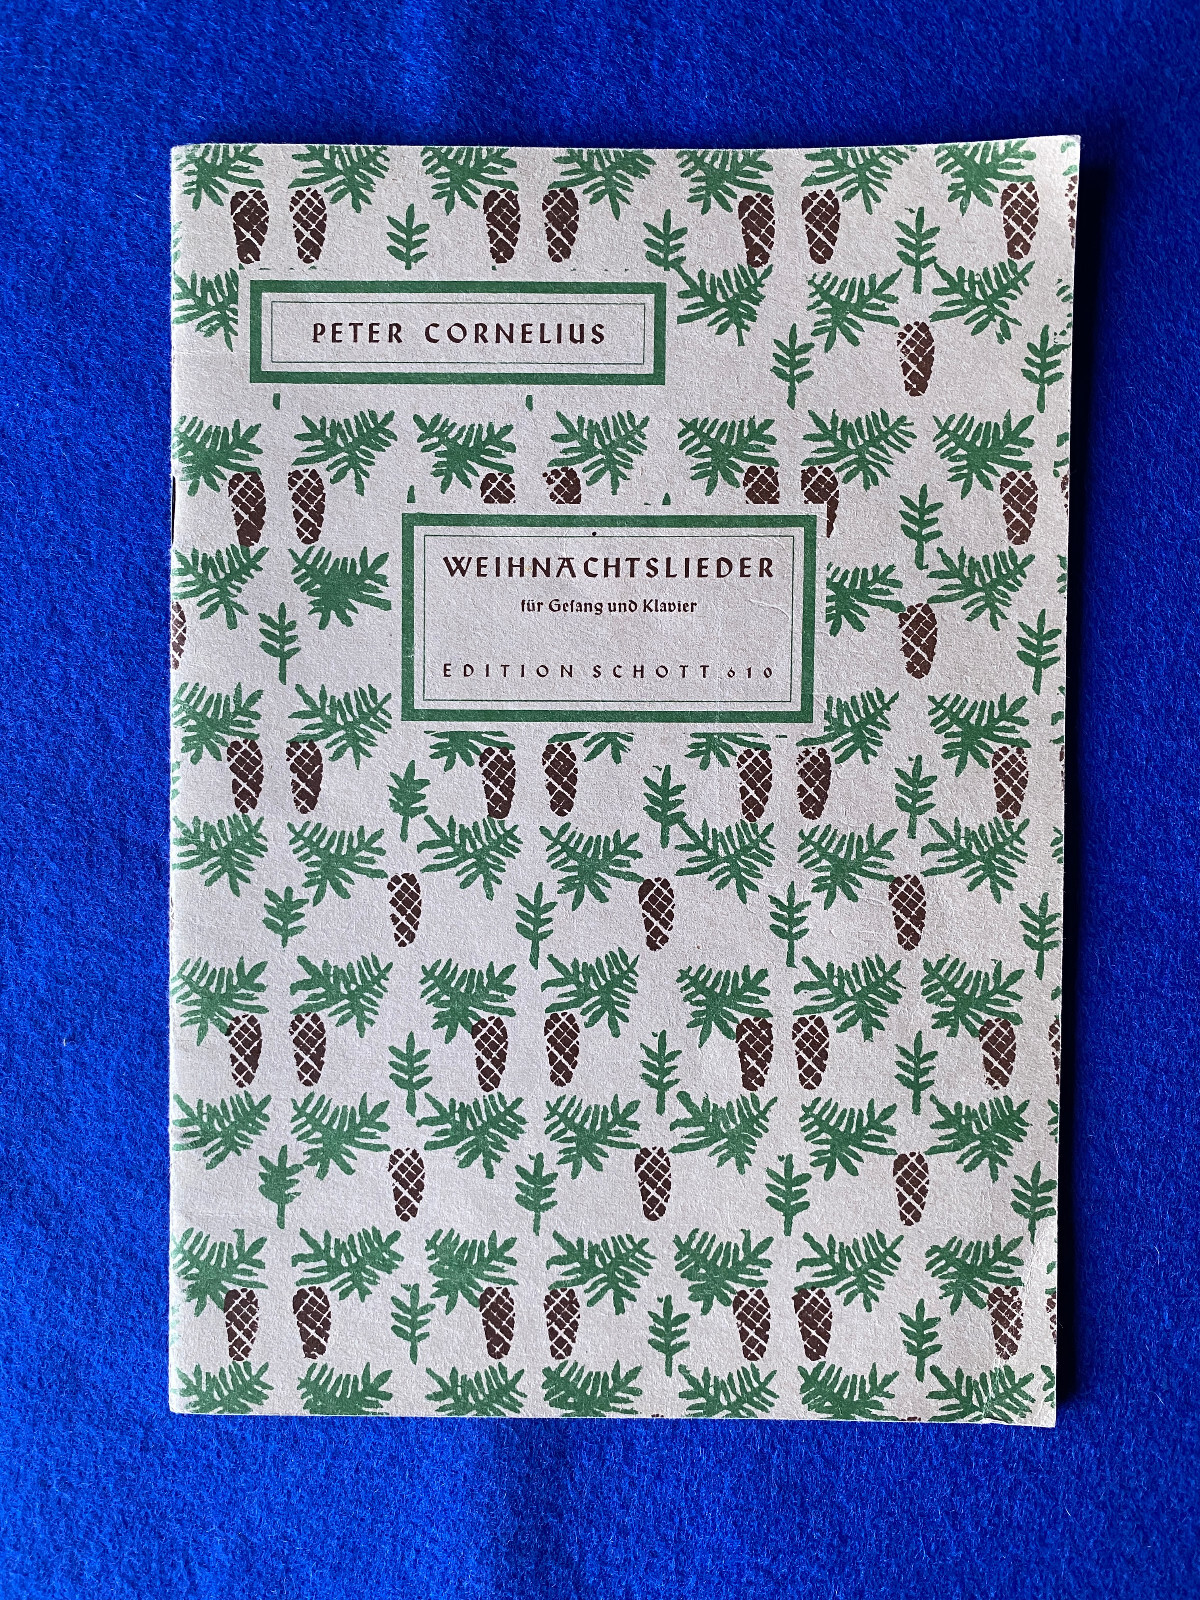 PETER CORNELIUS
WEIHNACHTSLIEDER
für Geſang und Klavier
EDITION SCHOTT 610